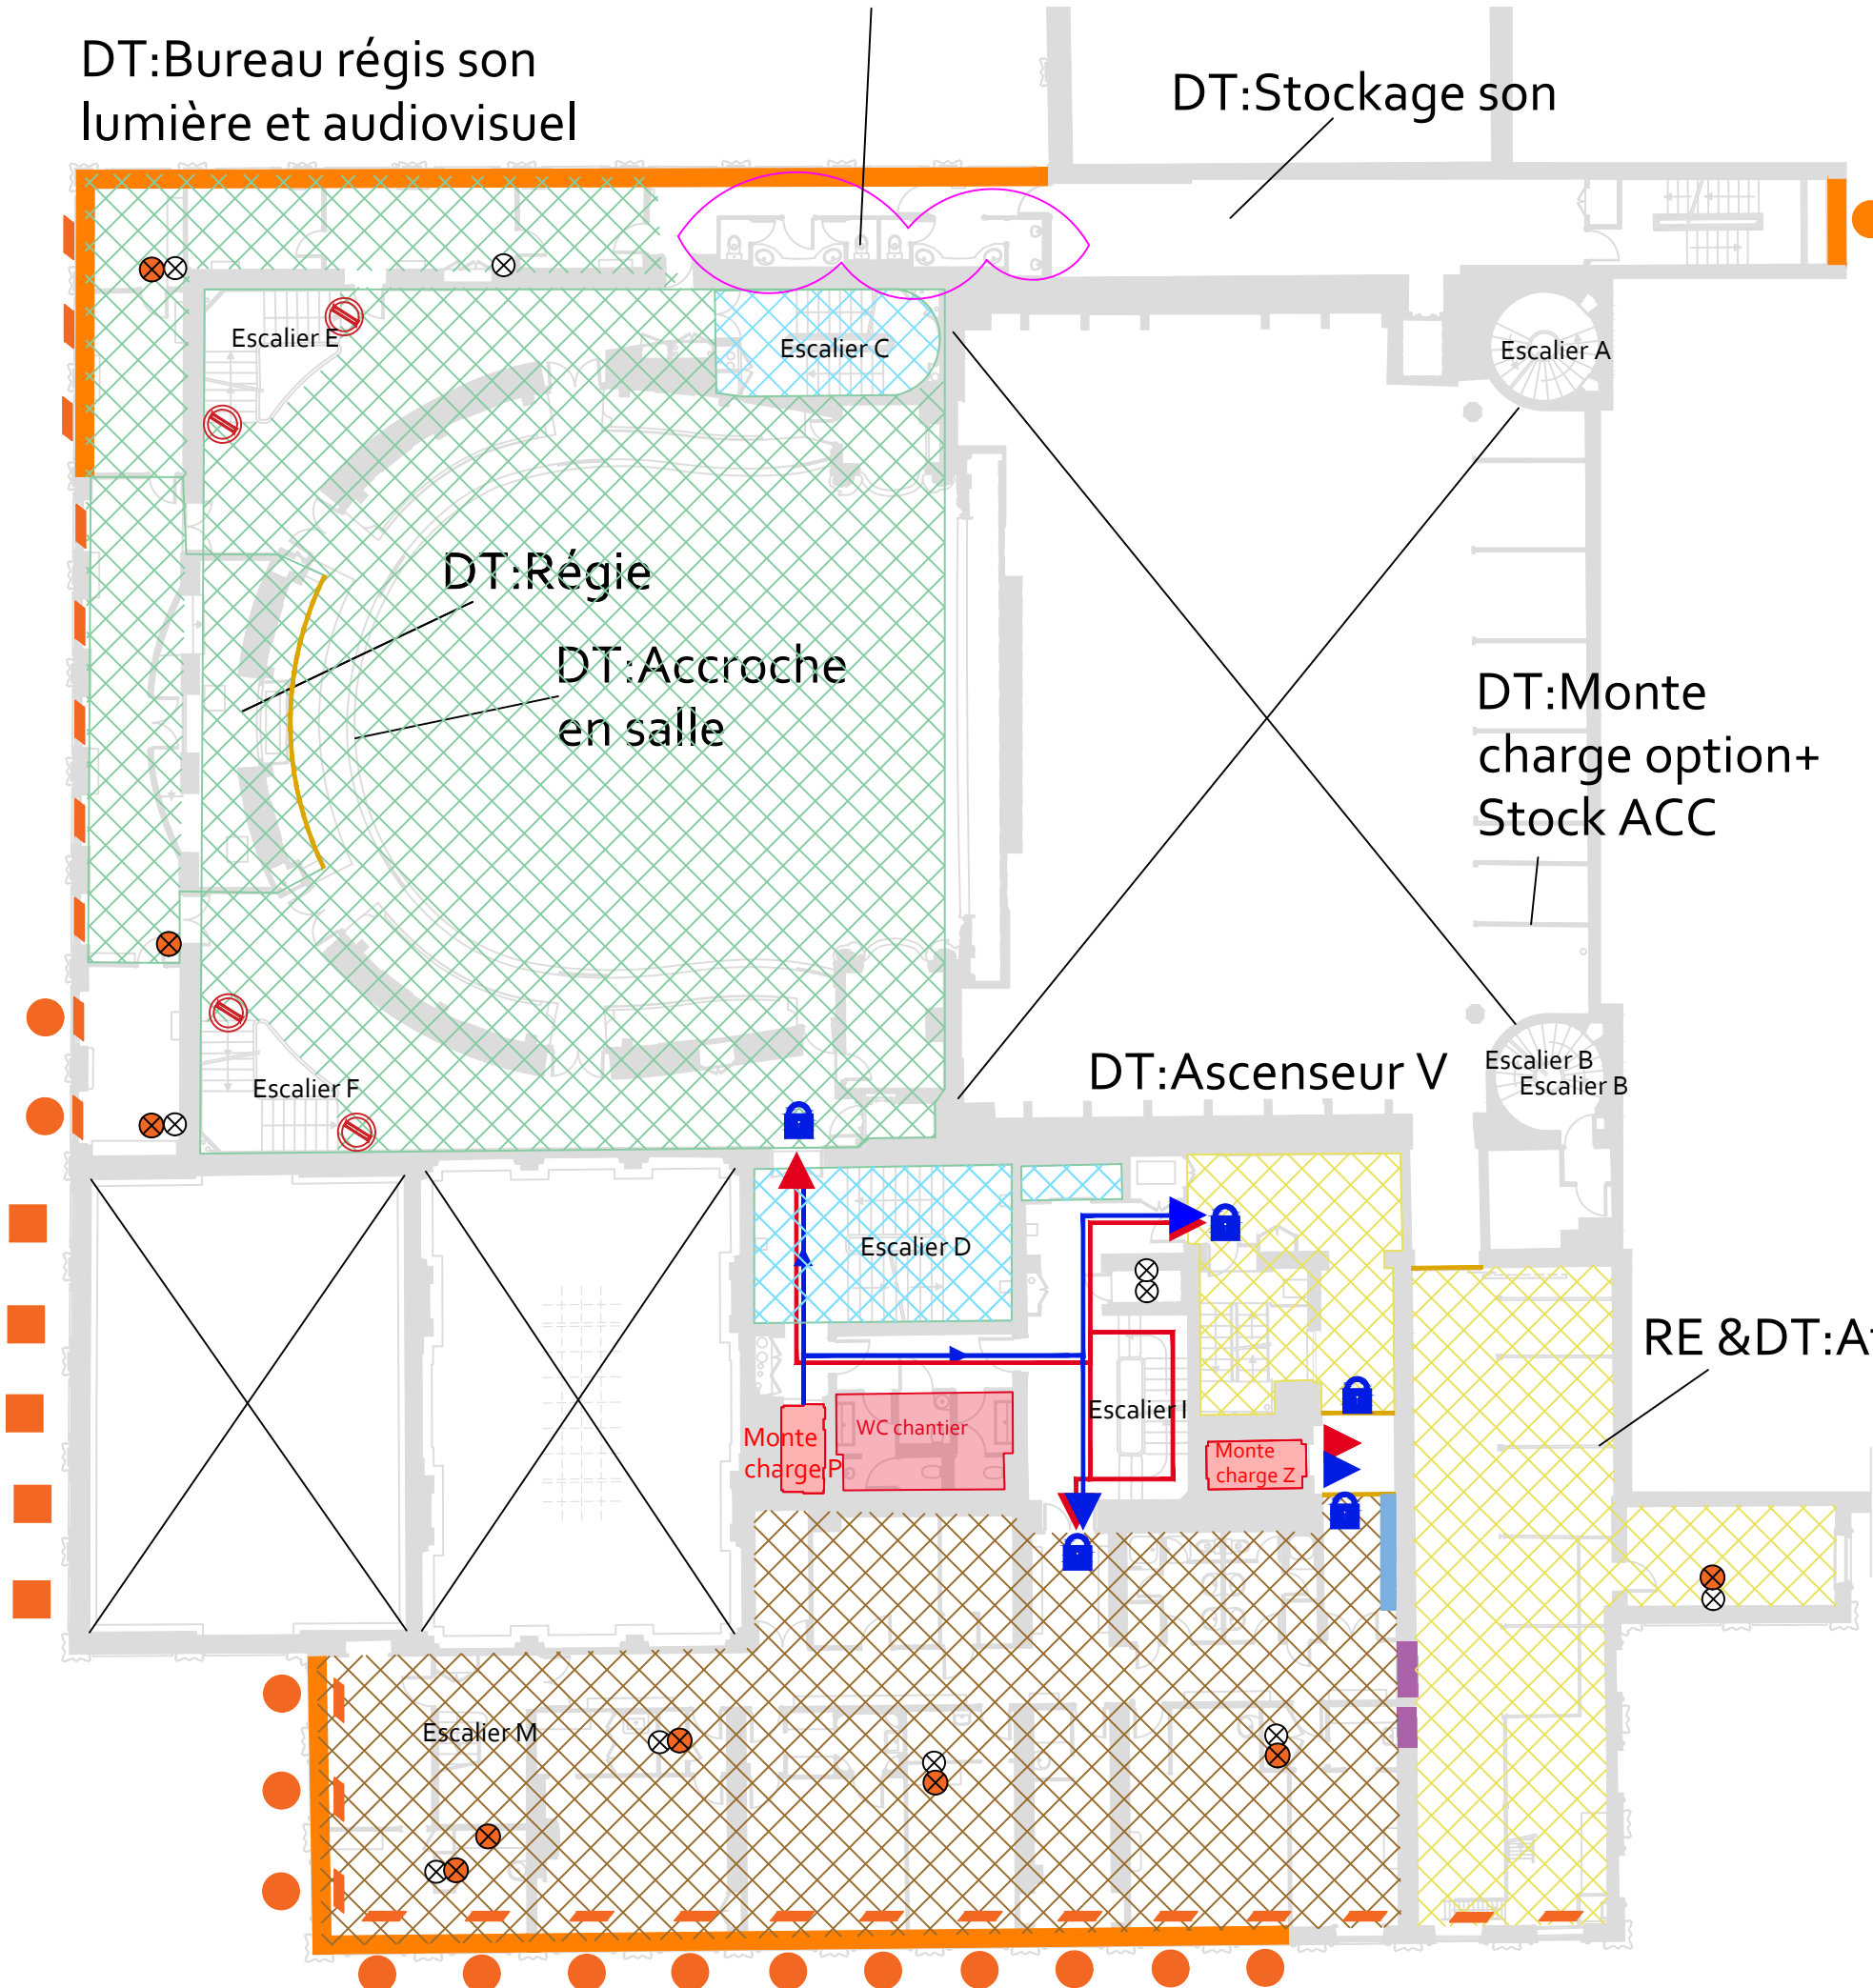 DT:Bureau régis son
lumière et audiovisuel
DT:Stockage son
Escalier E
Escalier C
Escalier A
DT:Régie
DT:Accroche
en salle
DT:Monte
charge option+
Stock ACC
Escalier F
DT:Ascenseur V
Escalier B
Escalier B
Escalier D
RE &DT:A
Escalier I
WC chantier
Monte
charge P
Monte
charge Z
Escalier M